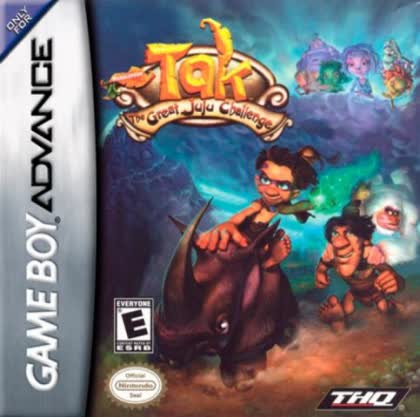 ONLY
FOR
GAME BOY ADVANCE
NICKELODEON
Tak
The Great Juju Challenge
EVERYONE
E
CONTENT RATED BY
ESRB
Official
Nintendo
Seal
THQ